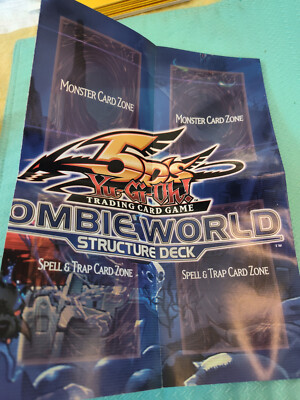 MONSTER CARD ZONE
MONSTER CARD ZONE
5D's
Yu-Gi-Oh!
TRADING CARD GAME
OMBIE WORLD
STRUCTURE DECK
TM
SPELL & TRAP CARD ZONE
SPELL & TRAP CARD ZONE